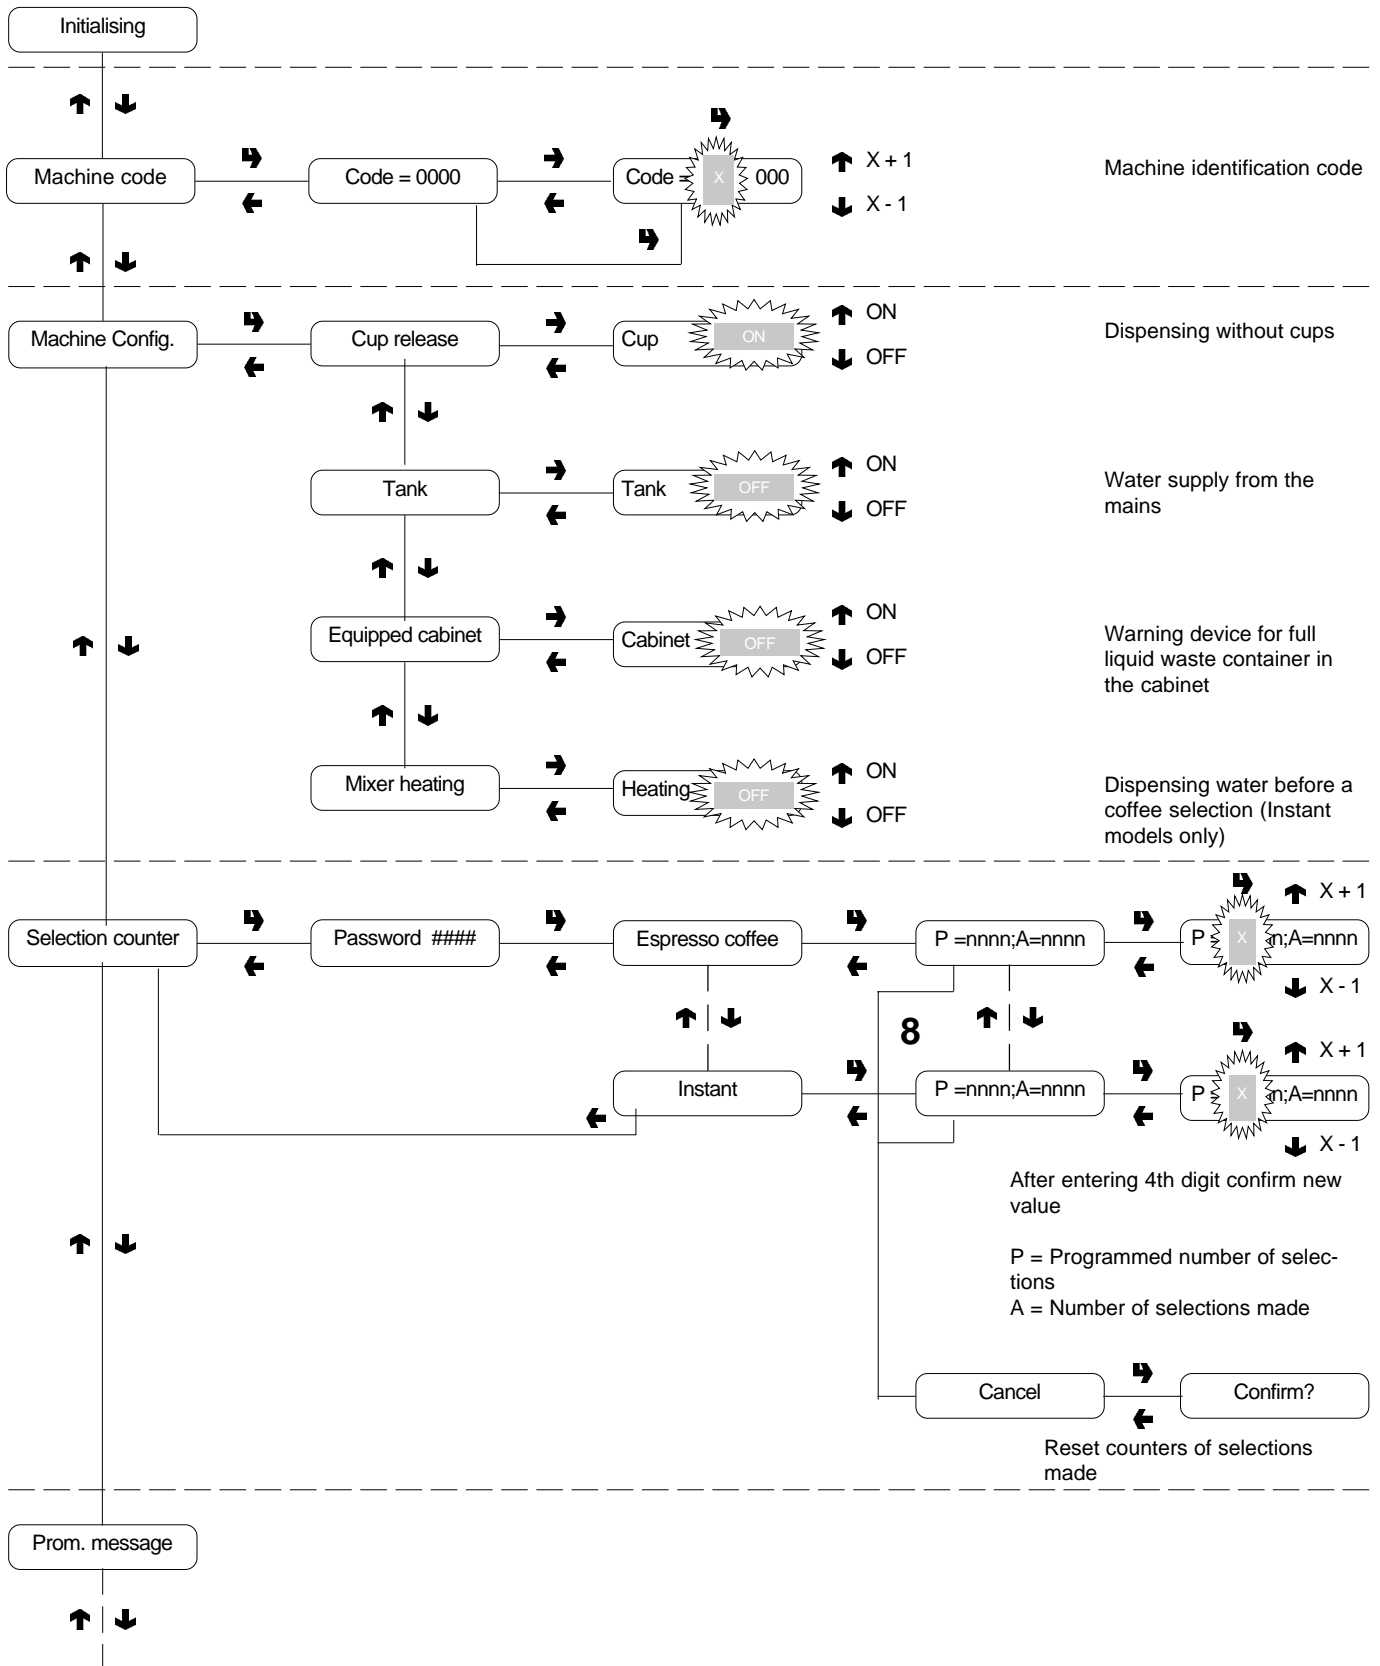 Initialising
Machine code
Code = 0000
Code = X 000
X + 1
X - 1
Machine identification code
Machine Config.
Cup release
Cup ON
ON
OFF
Dispensing without cups
Tank
Tank OFF
ON
OFF
Water supply from the
mains
Equipped cabinet
Cabinet OFF
ON
OFF
Warning device for full
liquid waste container in
the cabinet
Mixer heating
Heating OFF
ON
OFF
Dispensing water before a
coffee selection (Instant
models only)
Selection counter
Password ####
Espresso coffee
P =nnnn;A=nnnn
P = X n;A=nnnn
X + 1
X - 1
8
Instant
P =nnnn;A=nnnn
P = X n;A=nnnn
X + 1
X - 1
After entering 4th digit confirm new
value
P = Programmed number of selec-
tions
A = Number of selections made
Cancel
Confirm?
Reset counters of selections
made
Prom. message